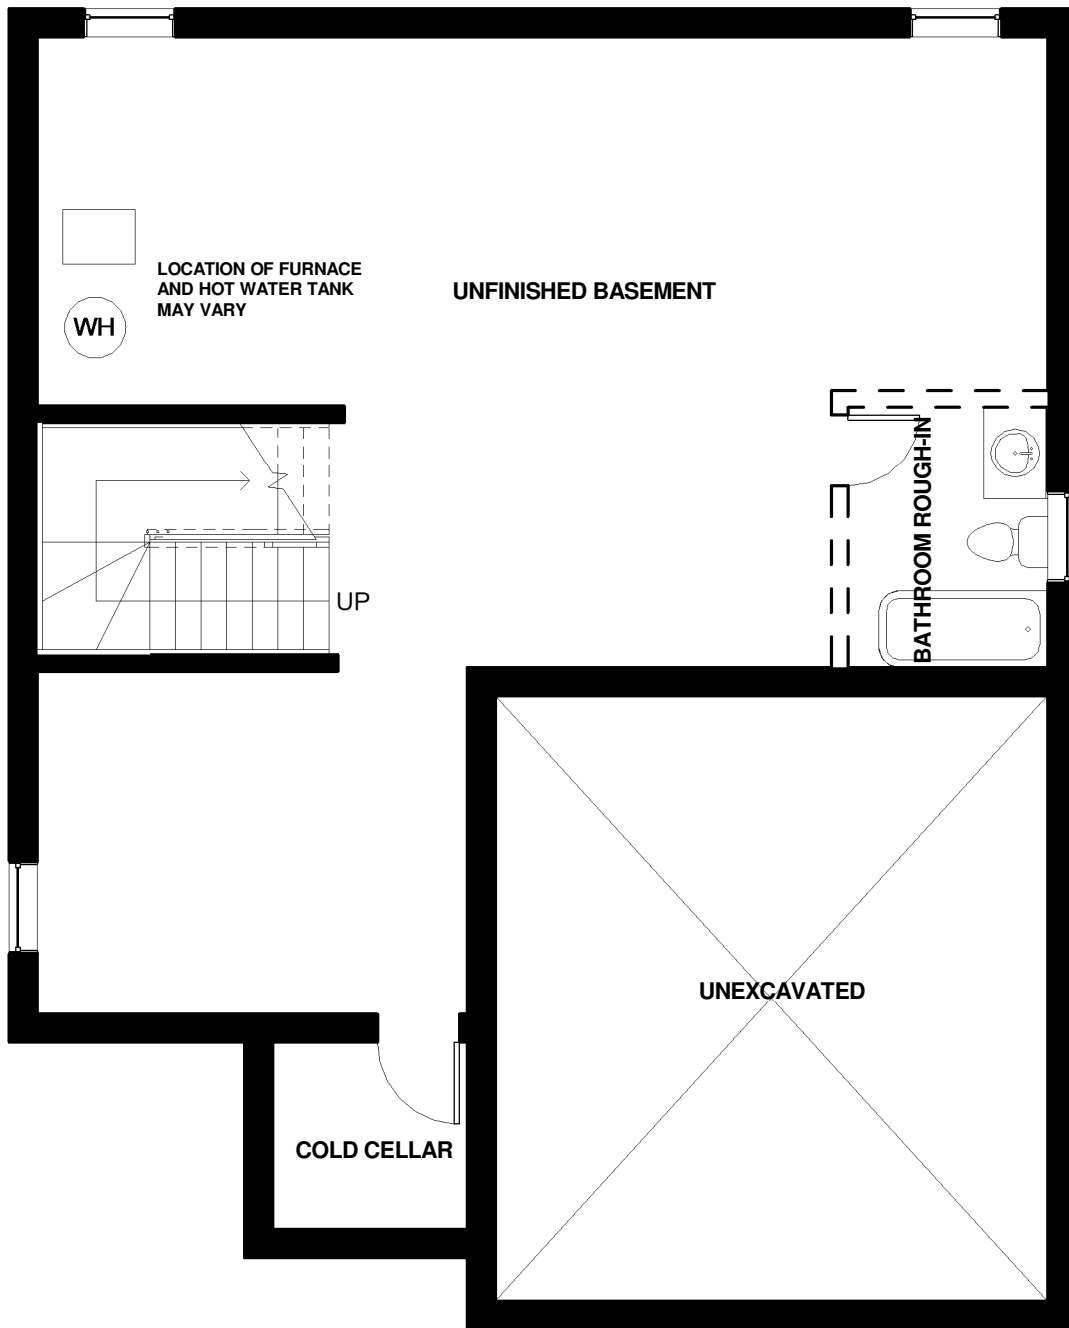 LOCATION OF FURNACE
AND HOT WATER TANK
MAY VARY
UNFINISHED BASEMENT
WH
BATHROOM ROUGH-IN
UP
UNEXCAVATED
COLD CELLAR